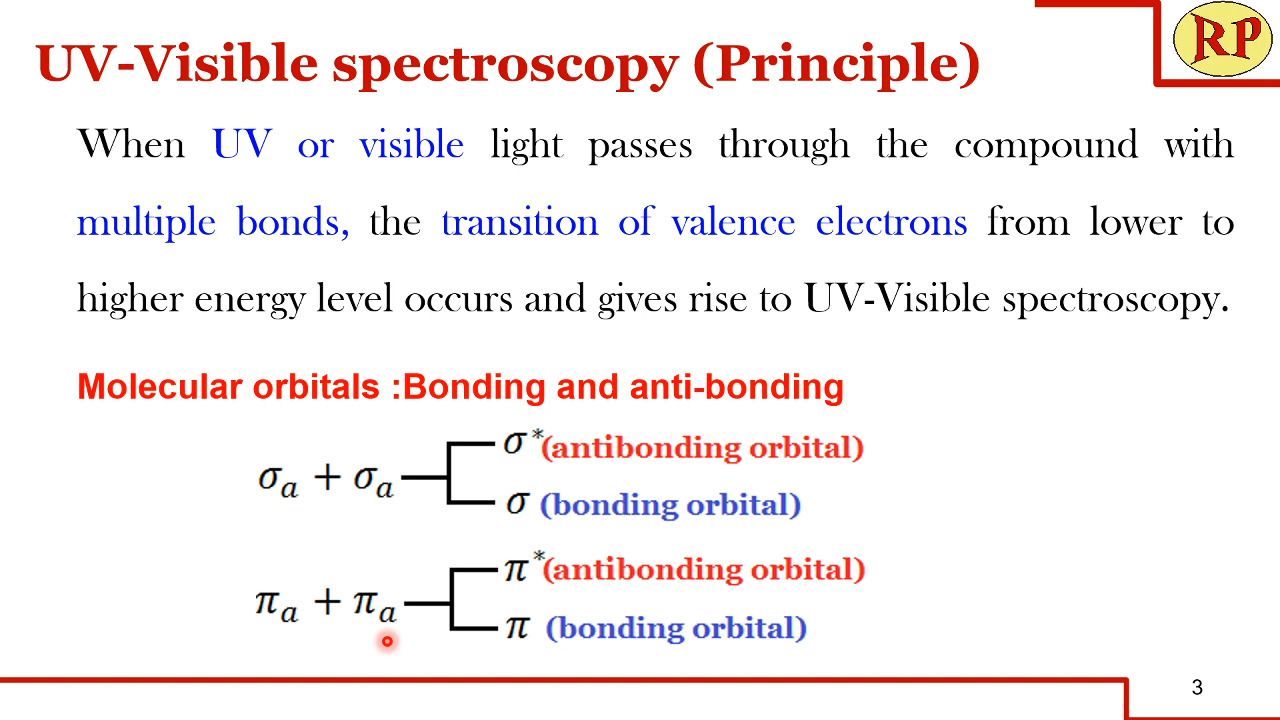 RP
UV-Visible spectroscopy (Principle)
When UV or visible light passes through the compound with
multiple bonds, the transition of valence electrons from lower to
higher energy level occurs and gives rise to UV-Visible spectroscopy.
Molecular orbitals :Bonding and anti-bonding
σ* (antibonding orbital)
σₐ + σₐ
σ (bonding orbital)
π* (antibonding orbital)
πₐ + πₐ
π (bonding orbital)
3